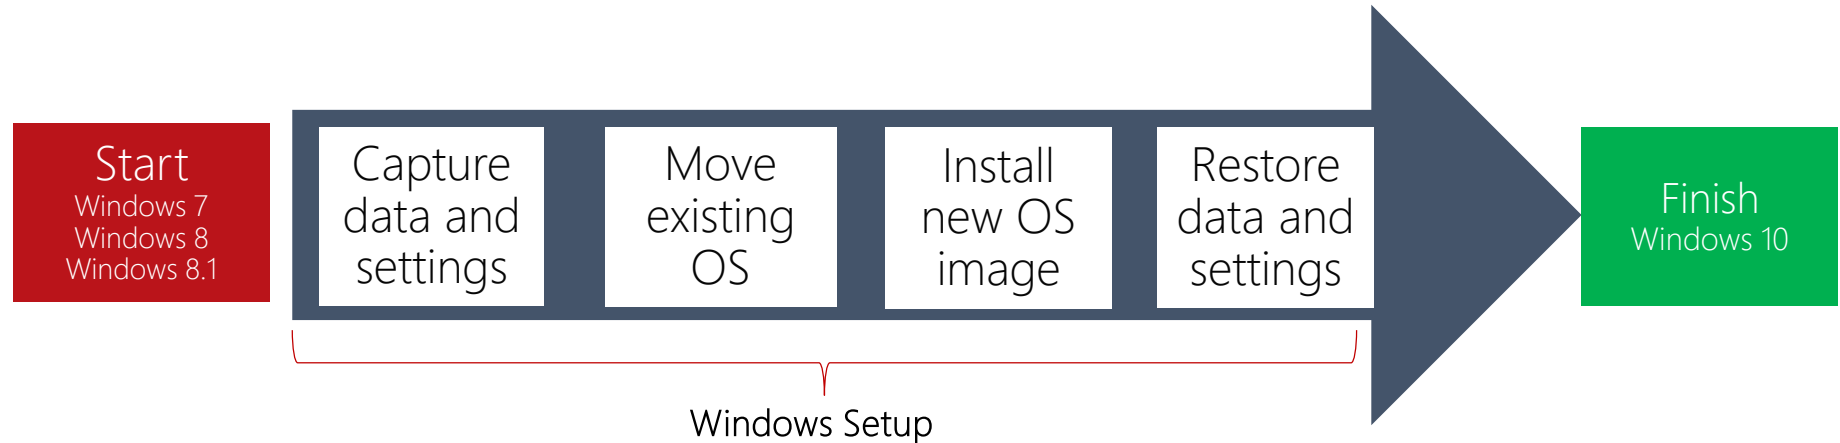 Start
Windows 7
Windows 8
Windows 8.1
Capture
data and
settings
Move
existing
OS
Install
new OS
image
Restore
data and
settings
Finish
Windows 10
Windows Setup